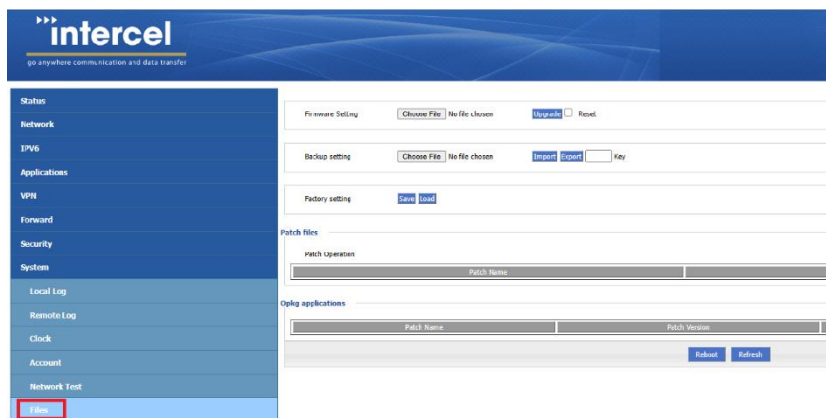 intercel
go anywhere communication and data transfer
Status
Network
IPV6
Applications
VPN
Forward
Security
System
Local Log
Remote Log
Clock
Account
Network Test
Files
Firmware Setting Choose File No file chosen Upgrade Reset
Backup setting Choose File No file chosen Import Export Key
Factory setting Save Load
Patch files
Patch Operation
Patch Name
Opkg applications
Patch Name Patch Version
Reboot Refresh